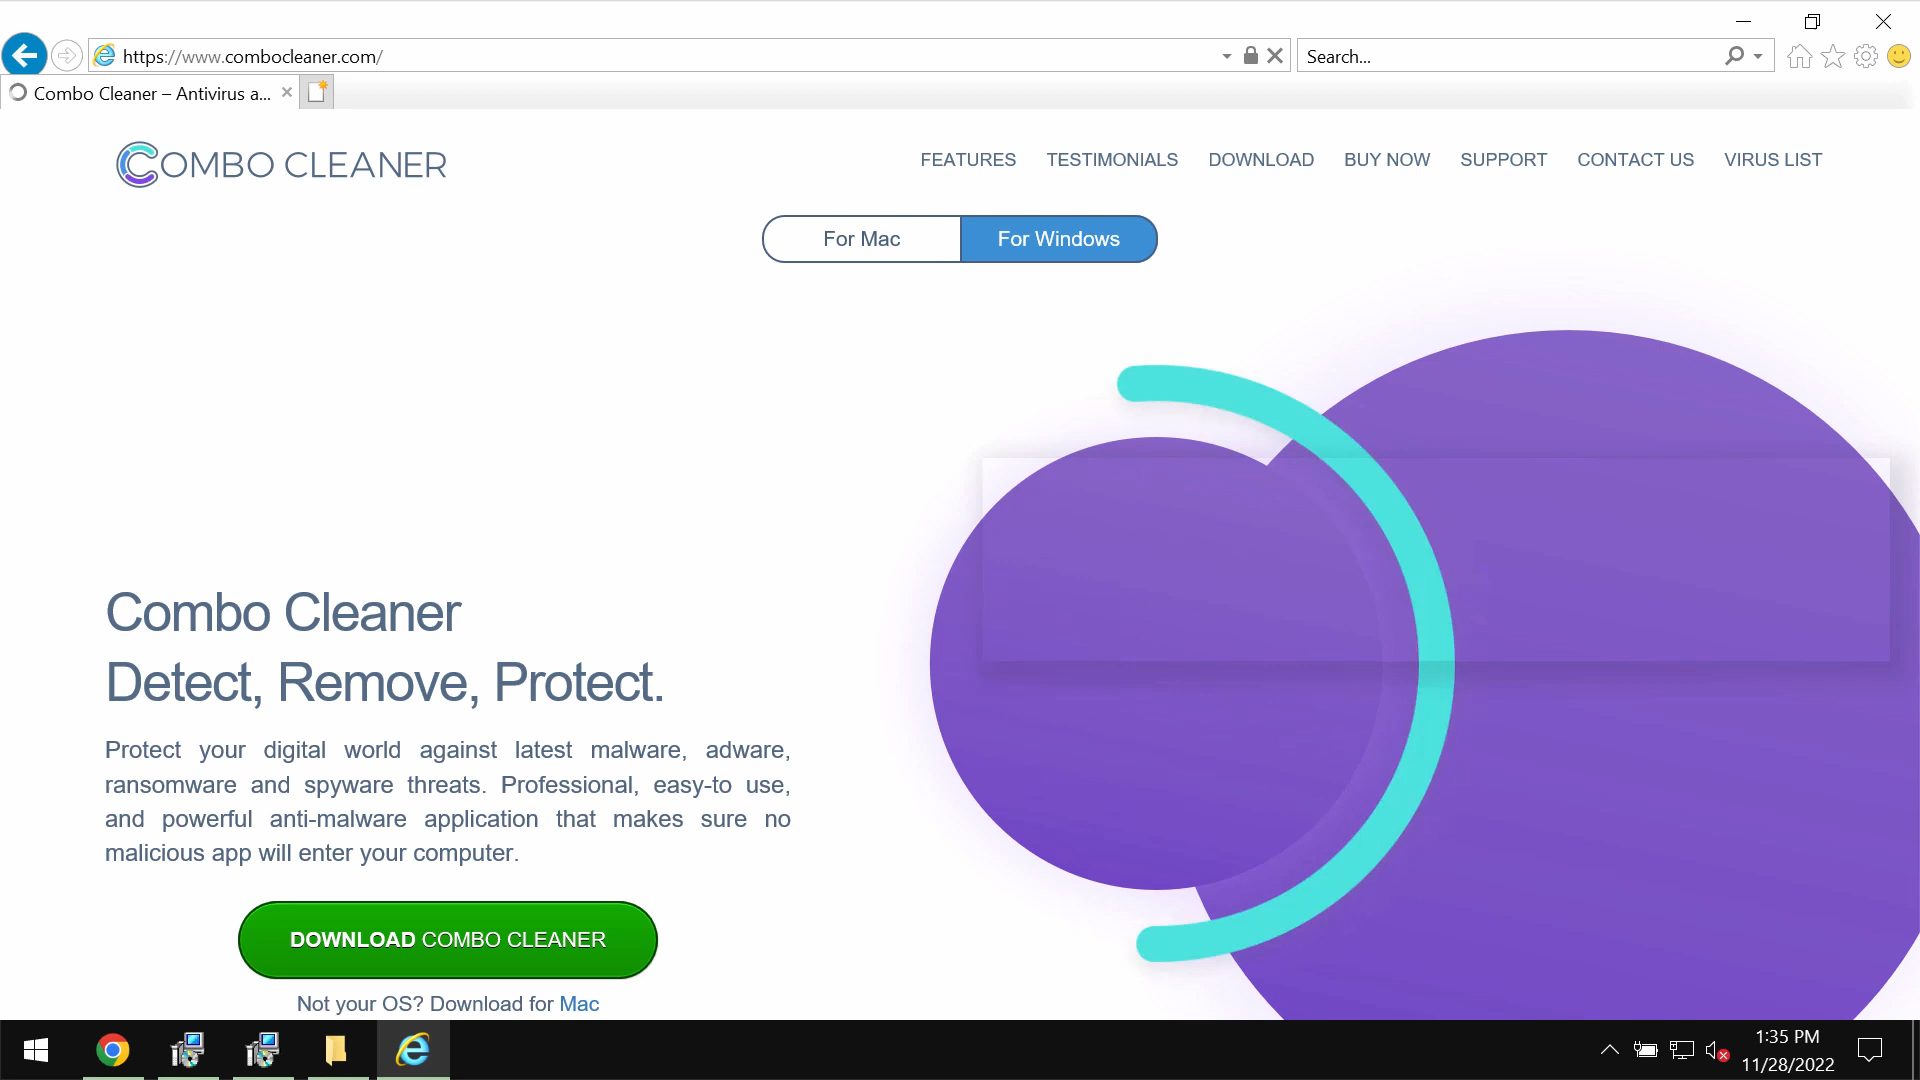 https://www.combocleaner.com/
Search...
Combo Cleaner – Antivirus a...
COMBO CLEANER
FEATURES TESTIMONIALS DOWNLOAD BUY NOW SUPPORT CONTACT US VIRUS LIST
For Mac For Windows
Combo Cleaner
Detect, Remove, Protect.
Protect your digital world against latest malware, adware,
ransomware and spyware threats. Professional, easy-to use,
and powerful anti-malware application that makes sure no
malicious app will enter your computer.
DOWNLOAD COMBO CLEANER
Not your OS? Download for Mac
1:35 PM
11/28/2022